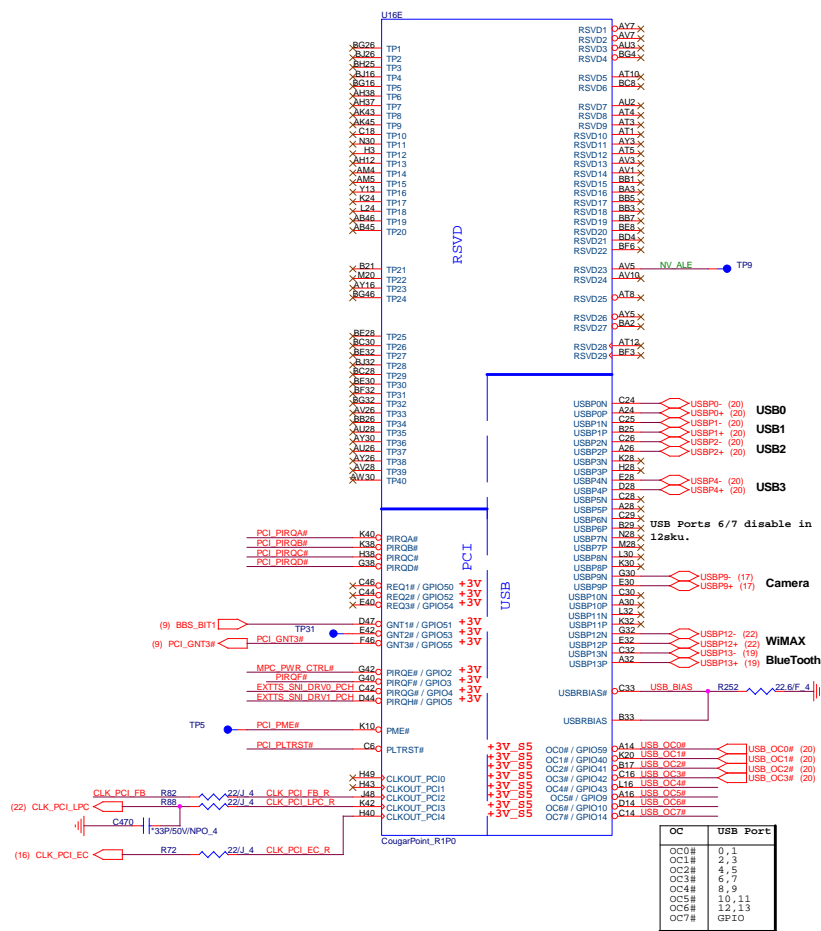 U16E
BG26 TP1
BJ26 TP2
BH25 TP3
BJ16 TP4
BG16 TP5
AH38 TP6
AH37 TP7
AK43 TP8
AK45 TP9
C18 TP10
N30 TP11
H3 TP12
AH12 TP13
AM4 TP14
AM5 TP15
Y13 TP16
K24 TP17
L24 TP18
AB46 TP19
AB45 TP20
B21 TP21
M20 TP22
AY16 TP23
BG46 TP24
BE28 TP25
BC30 TP26
BE32 TP27
BJ32 TP28
BC28 TP29
BE30 TP30
BF32 TP31
BG32 TP32
AV26 TP33
BB26 TP34
AU28 TP35
AY30 TP36
AU26 TP37
AY26 TP38
AV28 TP39
AW30 TP40
PCI_PIRQA# K40 PIRQA#
PCI_PIRQB# K38 PIRQB#
PCI_PIRQC# H38 PIRQC#
PCI_PIRQD# G38 PIRQD#
C46 REQ1# / GPIO50 +3V
C44 REQ2# / GPIO52 +3V
E40 REQ3# / GPIO54 +3V
(9) BBS_BIT1 D47 GNT1# / GPIO51 +3V
TP31 E42 GNT2# / GPIO53 +3V
(9) PCI_GNT3# PCI_GNT3# F46 GNT3# / GPIO55 +3V
MPC_PWR_CTRL# G42 PIRQE# / GPIO2 +3V
PIRQF# G40 PIRQF# / GPIO3 +3V
EXTTS_SNI_DRV0_PCH C42 PIRQG# / GPIO4 +3V
EXTTS_SNI_DRV1_PCH D44 PIRQH# / GPIO5 +3V
TP5 PCI_PME# K10 PME#
PCI_PLTRST# C6 PLTRST#
H49 CLKOUT_PCI0
H43 CLKOUT_PCI1
CLK_PCI_FB R82 22/J_4 CLK_PCI_FB_R J48 CLKOUT_PCI2
(22) CLK_PCI_LPC R88 22/J_4 CLK_PCI_LPC_R K42 CLKOUT_PCI3
C470 *33P/50V/NPO_4 H40 CLKOUT_PCI4
(16) CLK_PCI_EC R72 22/J_4 CLK_PCI_EC_R
CougarPoint_R1P0
RSVD
PCI
USB
RSVD1 AY7
RSVD2 AV7
RSVD3 AU3
RSVD4 BG4
RSVD5 AT10
RSVD6 BC8
RSVD7 AU2
RSVD8 AT4
RSVD9 AT3
RSVD10 AT1
RSVD11 AY3
RSVD12 AT5
RSVD13 AV3
RSVD14 AV1
RSVD15 BB1
RSVD16 BA3
RSVD17 BB5
RSVD18 BB3
RSVD19 BB7
RSVD20 BE8
RSVD21 BD4
RSVD22 BF6
RSVD23 AV5 NV_ALE TP9
RSVD24 AV10
RSVD25 AT8
RSVD26 AY5
RSVD27 BA2
RSVD28 AT12
RSVD29 BF3
USBP0N C24 USBP0- (20)
USBP0P A24 USBP0+ (20) USB0
USBP1N C25 USBP1- (20)
USBP1P B25 USBP1+ (20) USB1
USBP2N C26 USBP2- (20)
USBP2P A26 USBP2+ (20) USB2
USBP3N K28
USBP3P H28
USBP4N E28 USBP4- (20)
USBP4P D28 USBP4+ (20) USB3
USBP5N C28
USBP5P A28
USBP6N C29
USBP6P B29
USBP7N N28
USBP7P M28
USB Ports 6/7 disable in
12sku.
USBP8N L30
USBP8P K30
USBP9N G30 USBP9- (17)
USBP9P E30 USBP9+ (17) Camera
USBP10N C30
USBP10P A30
USBP11N L32
USBP11P K32
USBP12N G32 USBP12- (22)
USBP12P E32 USBP12+ (22) WiMAX
USBP13N C32 USBP13- (19)
USBP13P A32 USBP13+ (19) BlueTooth
USBRBIAS# C33 USB_BIAS R252 22.6/F_4
USBRBIAS B33
+3V_S5 OC0# / GPIO59 A14 USB_OC0# USB_OC0# (20)
+3V_S5 OC1# / GPIO40 K20 USB_OC1# USB_OC1# (20)
+3V_S5 OC2# / GPIO41 B17 USB_OC2# USB_OC2# (20)
+3V_S5 OC3# / GPIO42 C16 USB_OC3# USB_OC3# (20)
+3V_S5 OC4# / GPIO43 L16 USB_OC4#
+3V_S5 OC5# / GPIO9 A16 USB_OC5#
+3V_S5 OC6# / GPIO10 D14 USB_OC6#
+3V_S5 OC7# / GPIO14 C14 USB_OC7#
OC USB Port
OC0# 0,1
OC1# 2,3
OC2# 4,5
OC3# 6,7
OC4# 8,9
OC5# 10,11
OC6# 12,13
OC7# GPIO